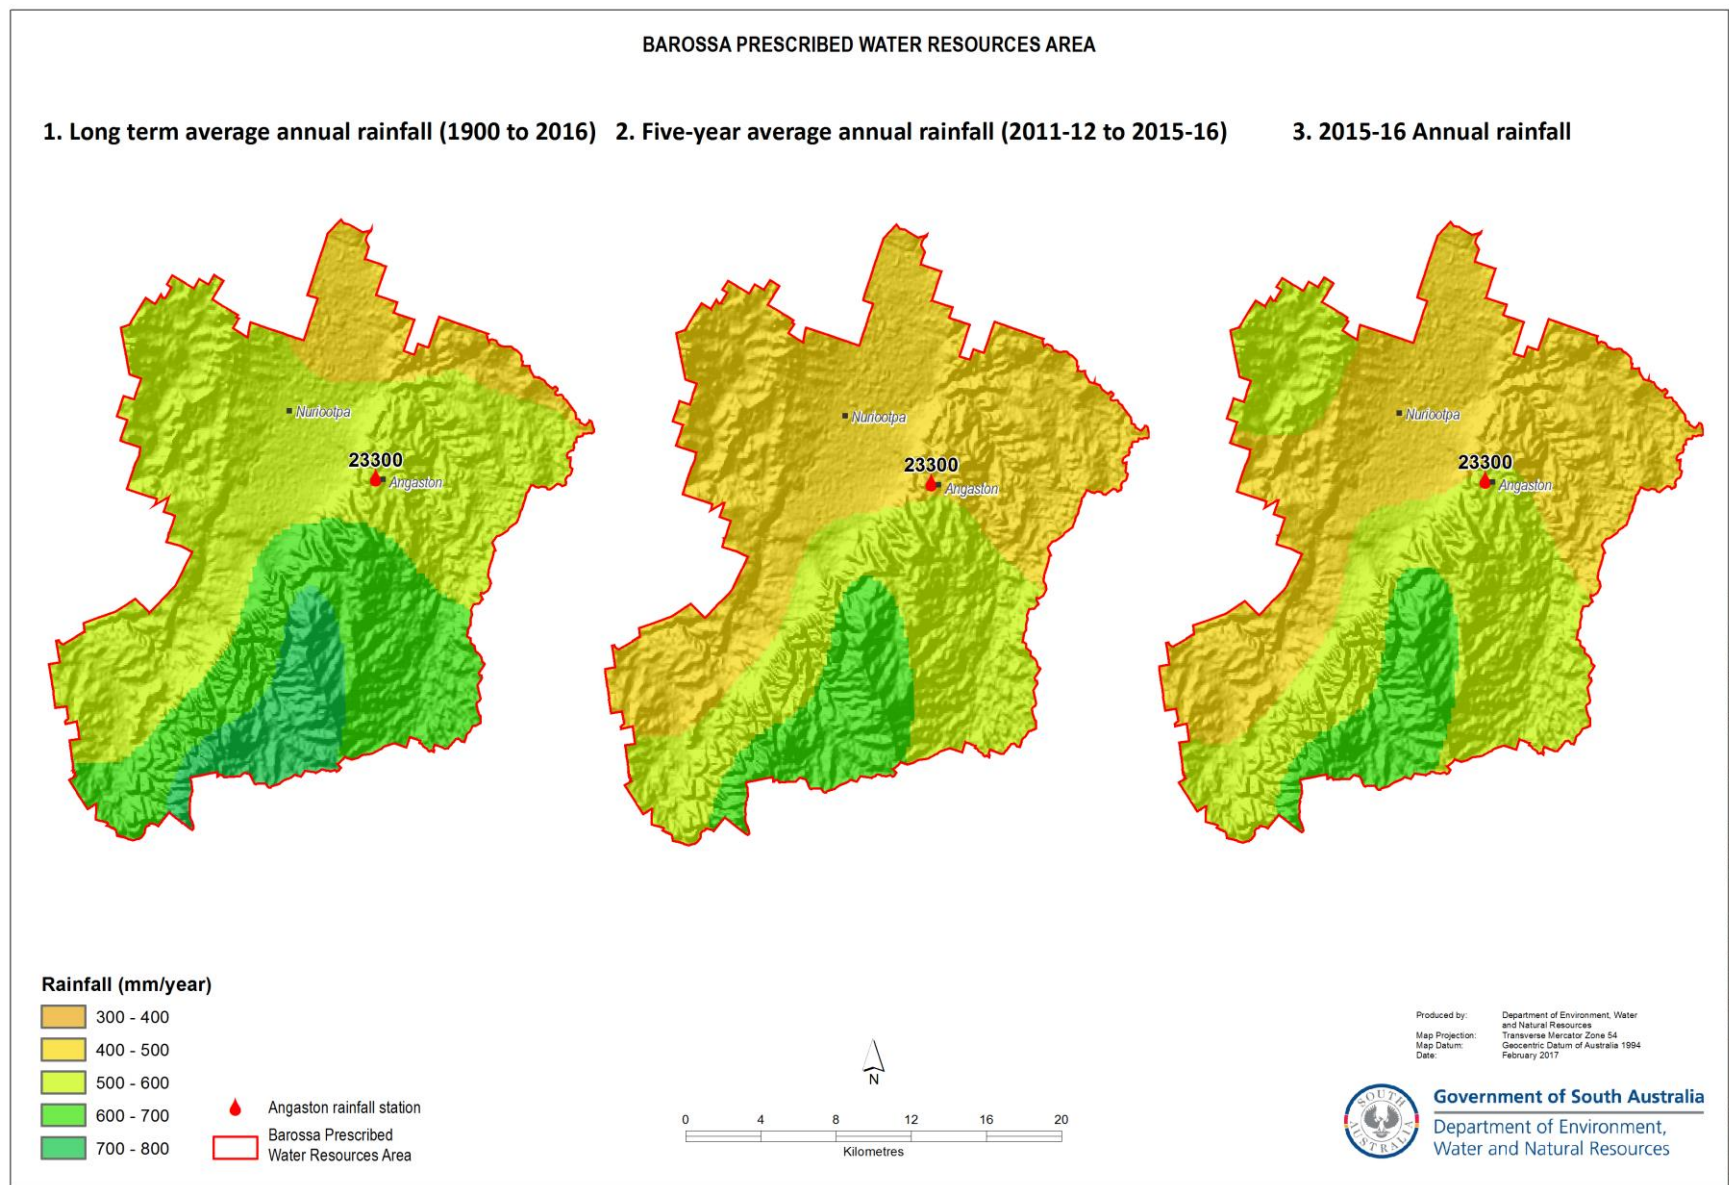 BAROSSA PRESCRIBED WATER RESOURCES AREA
1. Long term average annual rainfall (1900 to 2016)
2. Five-year average annual rainfall (2011-12 to 2015-16)
3. 2015-16 Annual rainfall
Nuriootpa
23300
Angaston
Nuriootpa
23300
Angaston
Nuriootpa
23300
Angaston
Rainfall (mm/year)
300 - 400
400 - 500
500 - 600
600 - 700
700 - 800
Angaston rainfall station
Barossa Prescribed
Water Resources Area
N
0 4 8 12 16 20
Kilometres
Produced by: Department of Environment, Water
and Natural Resources
Map Projection: Transverse Mercator Zone 54
Map Datum: Geocentric Datum of Australia 1994
Date: February 2017
SOUTH AUSTRALIA
Government of South Australia
Department of Environment,
Water and Natural Resources